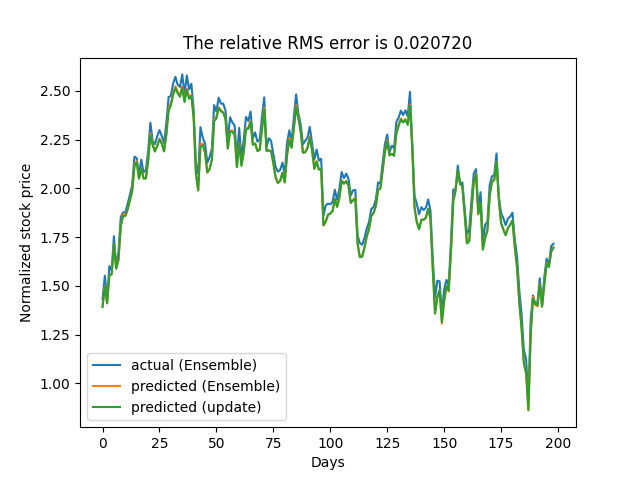 The relative RMS error is 0.020720
Normalized stock price
2.50
2.25
2.00
1.75
1.50
1.25
1.00
actual (Ensemble)
predicted (Ensemble)
predicted (update)
0
25
50
75
100
125
150
175
200
Days